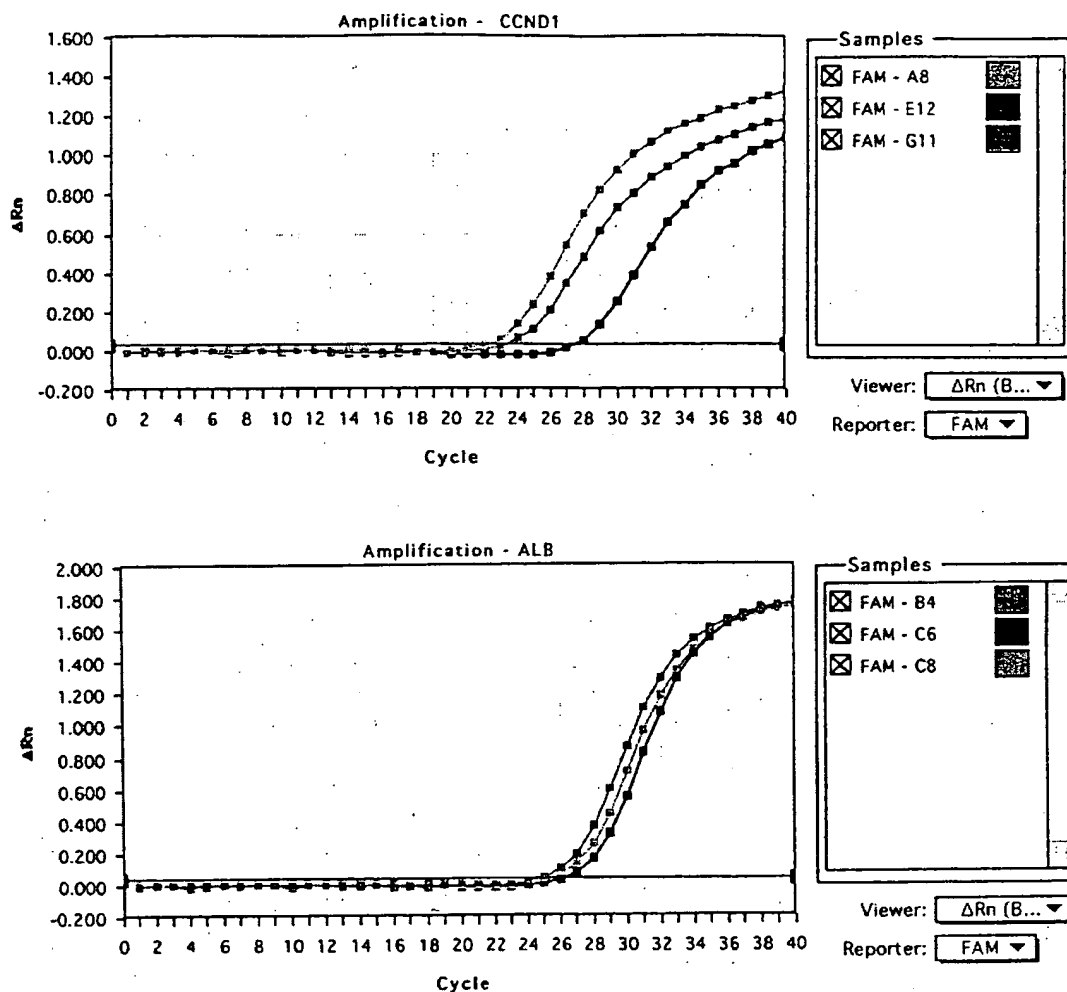 Amplification - CCND1
1.600
1.400
1.200
1.000
0.800
0.600
0.400
0.200
0.000
-0.200
ΔRn
0 2 4 6 8 10 12 14 16 18 20 22 24 26 28 30 32 34 36 38 40
Cycle
Samples
FAM - A8
FAM - E12
FAM - G11
Viewer: ΔRn (B...
Reporter: FAM
Amplification - ALB
2.000
1.800
1.600
1.400
1.200
1.000
0.800
0.600
0.400
0.200
0.000
-0.200
ΔRn
0 2 4 6 8 10 12 14 16 18 20 22 24 26 28 30 32 34 36 38 40
Cycle
Samples
FAM - B4
FAM - C6
FAM - C8
Viewer: ΔRn (B...
Reporter: FAM